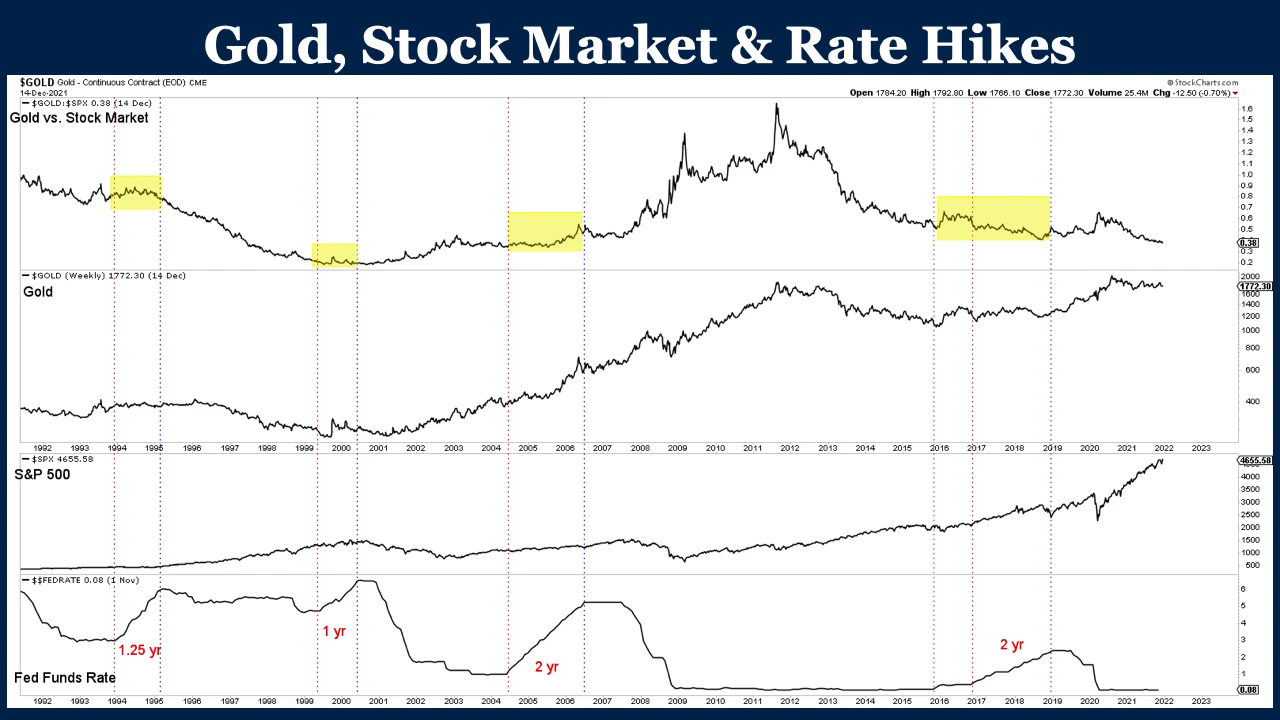 Gold, Stock Market & Rate Hikes
$GOLD Gold - Continuous Contract (EOD) CME
© StockCharts.com
14-Dec-2021
Open 1784.20 High 1792.80 Low 1766.10 Close 1772.30 Volume 25.4M Chg -12.50 (-0.70%)
$GOLD:$SPX 0.38 (14 Dec)
Gold vs. Stock Market
1.6
1.5
1.4
1.3
1.2
1.1
1.0
0.9
0.8
0.7
0.6
0.5
0.38
0.3
0.2
$GOLD (Weekly) 1772.30 (14 Dec)
Gold
2000
1772.30
1600
1400
1200
1000
800
600
400
1992 1993 1994 1995 1996 1997 1998 1999 2000 2001 2002 2003 2004 2005 2006 2007 2008 2009 2010 2011 2012 2013 2014 2015 2016 2017 2018 2019 2020 2021 2022 2023
$SPX 4655.58
S&P 500
4655.58
4000
3500
3000
2500
2000
1500
1000
500
$$FEDRATE 0.08 (1 Nov)
6
5
4
3
2
1
0.08
1.25 yr
1 yr
2 yr
2 yr
Fed Funds Rate
1992 1993 1994 1995 1996 1997 1998 1999 2000 2001 2002 2003 2004 2005 2006 2007 2008 2009 2010 2011 2012 2013 2014 2015 2016 2017 2018 2019 2020 2021 2022 2023